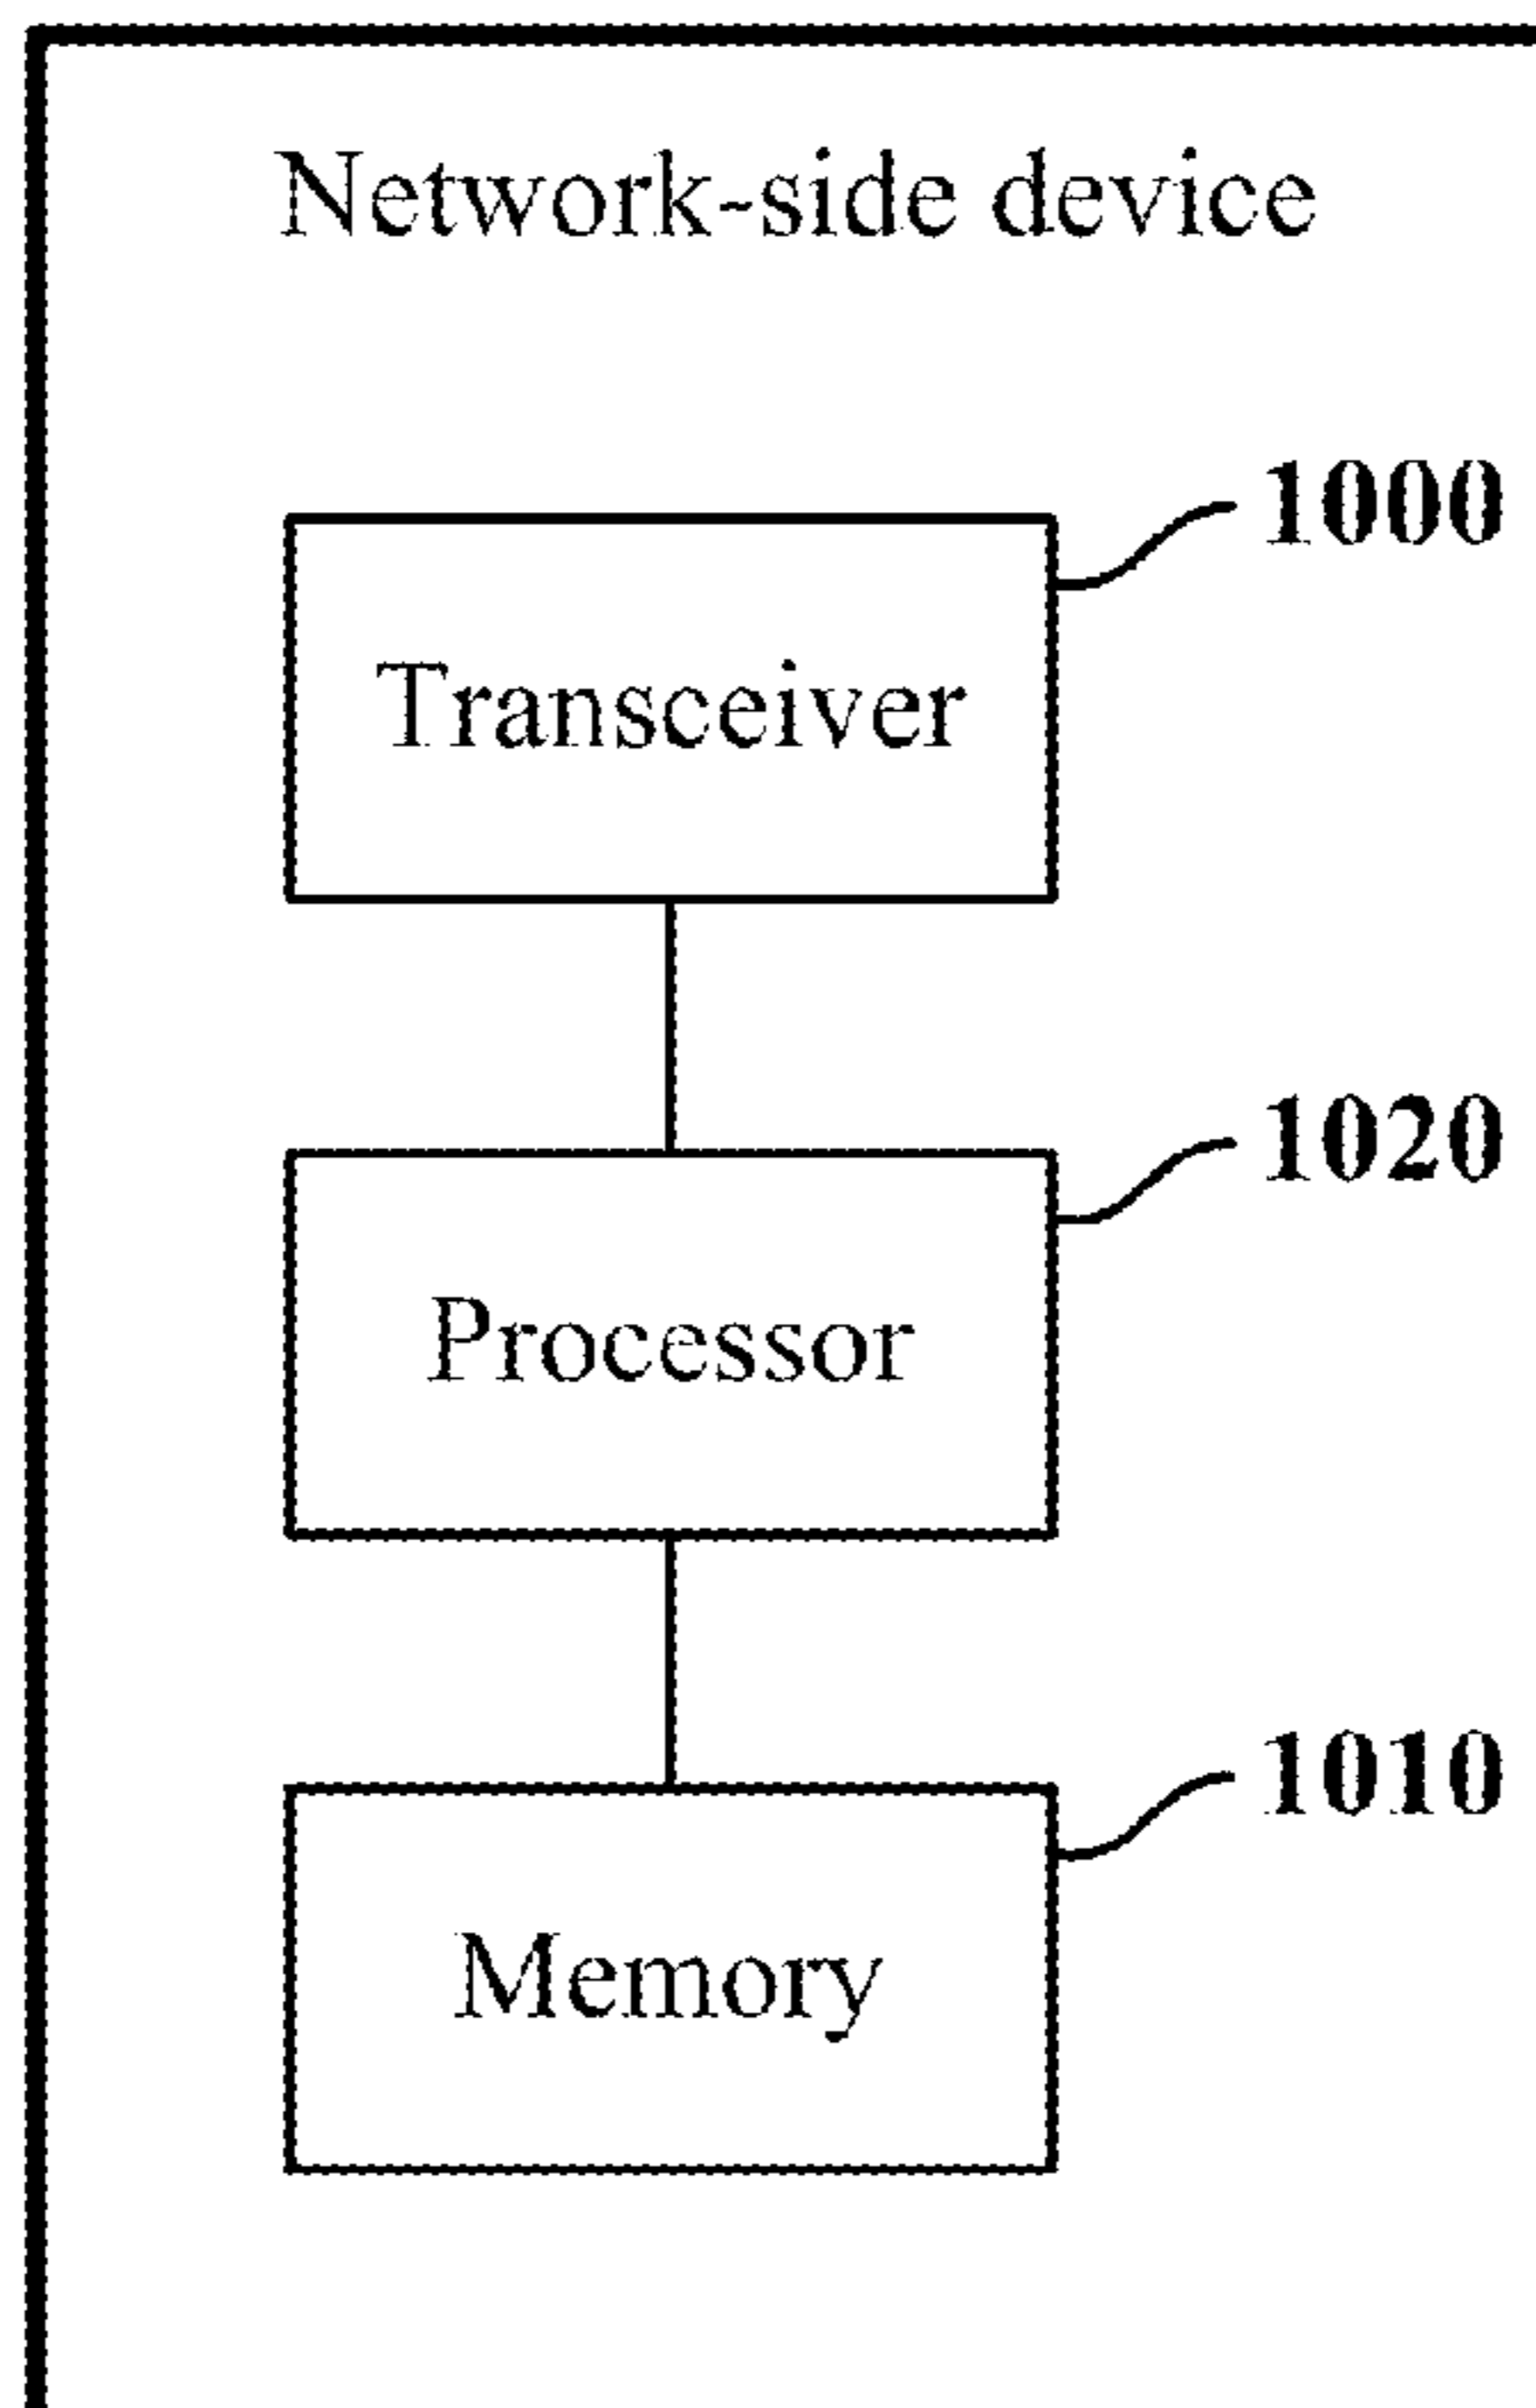 Network-side device
1000
Transceiver
1020
Processor
1010
Memory